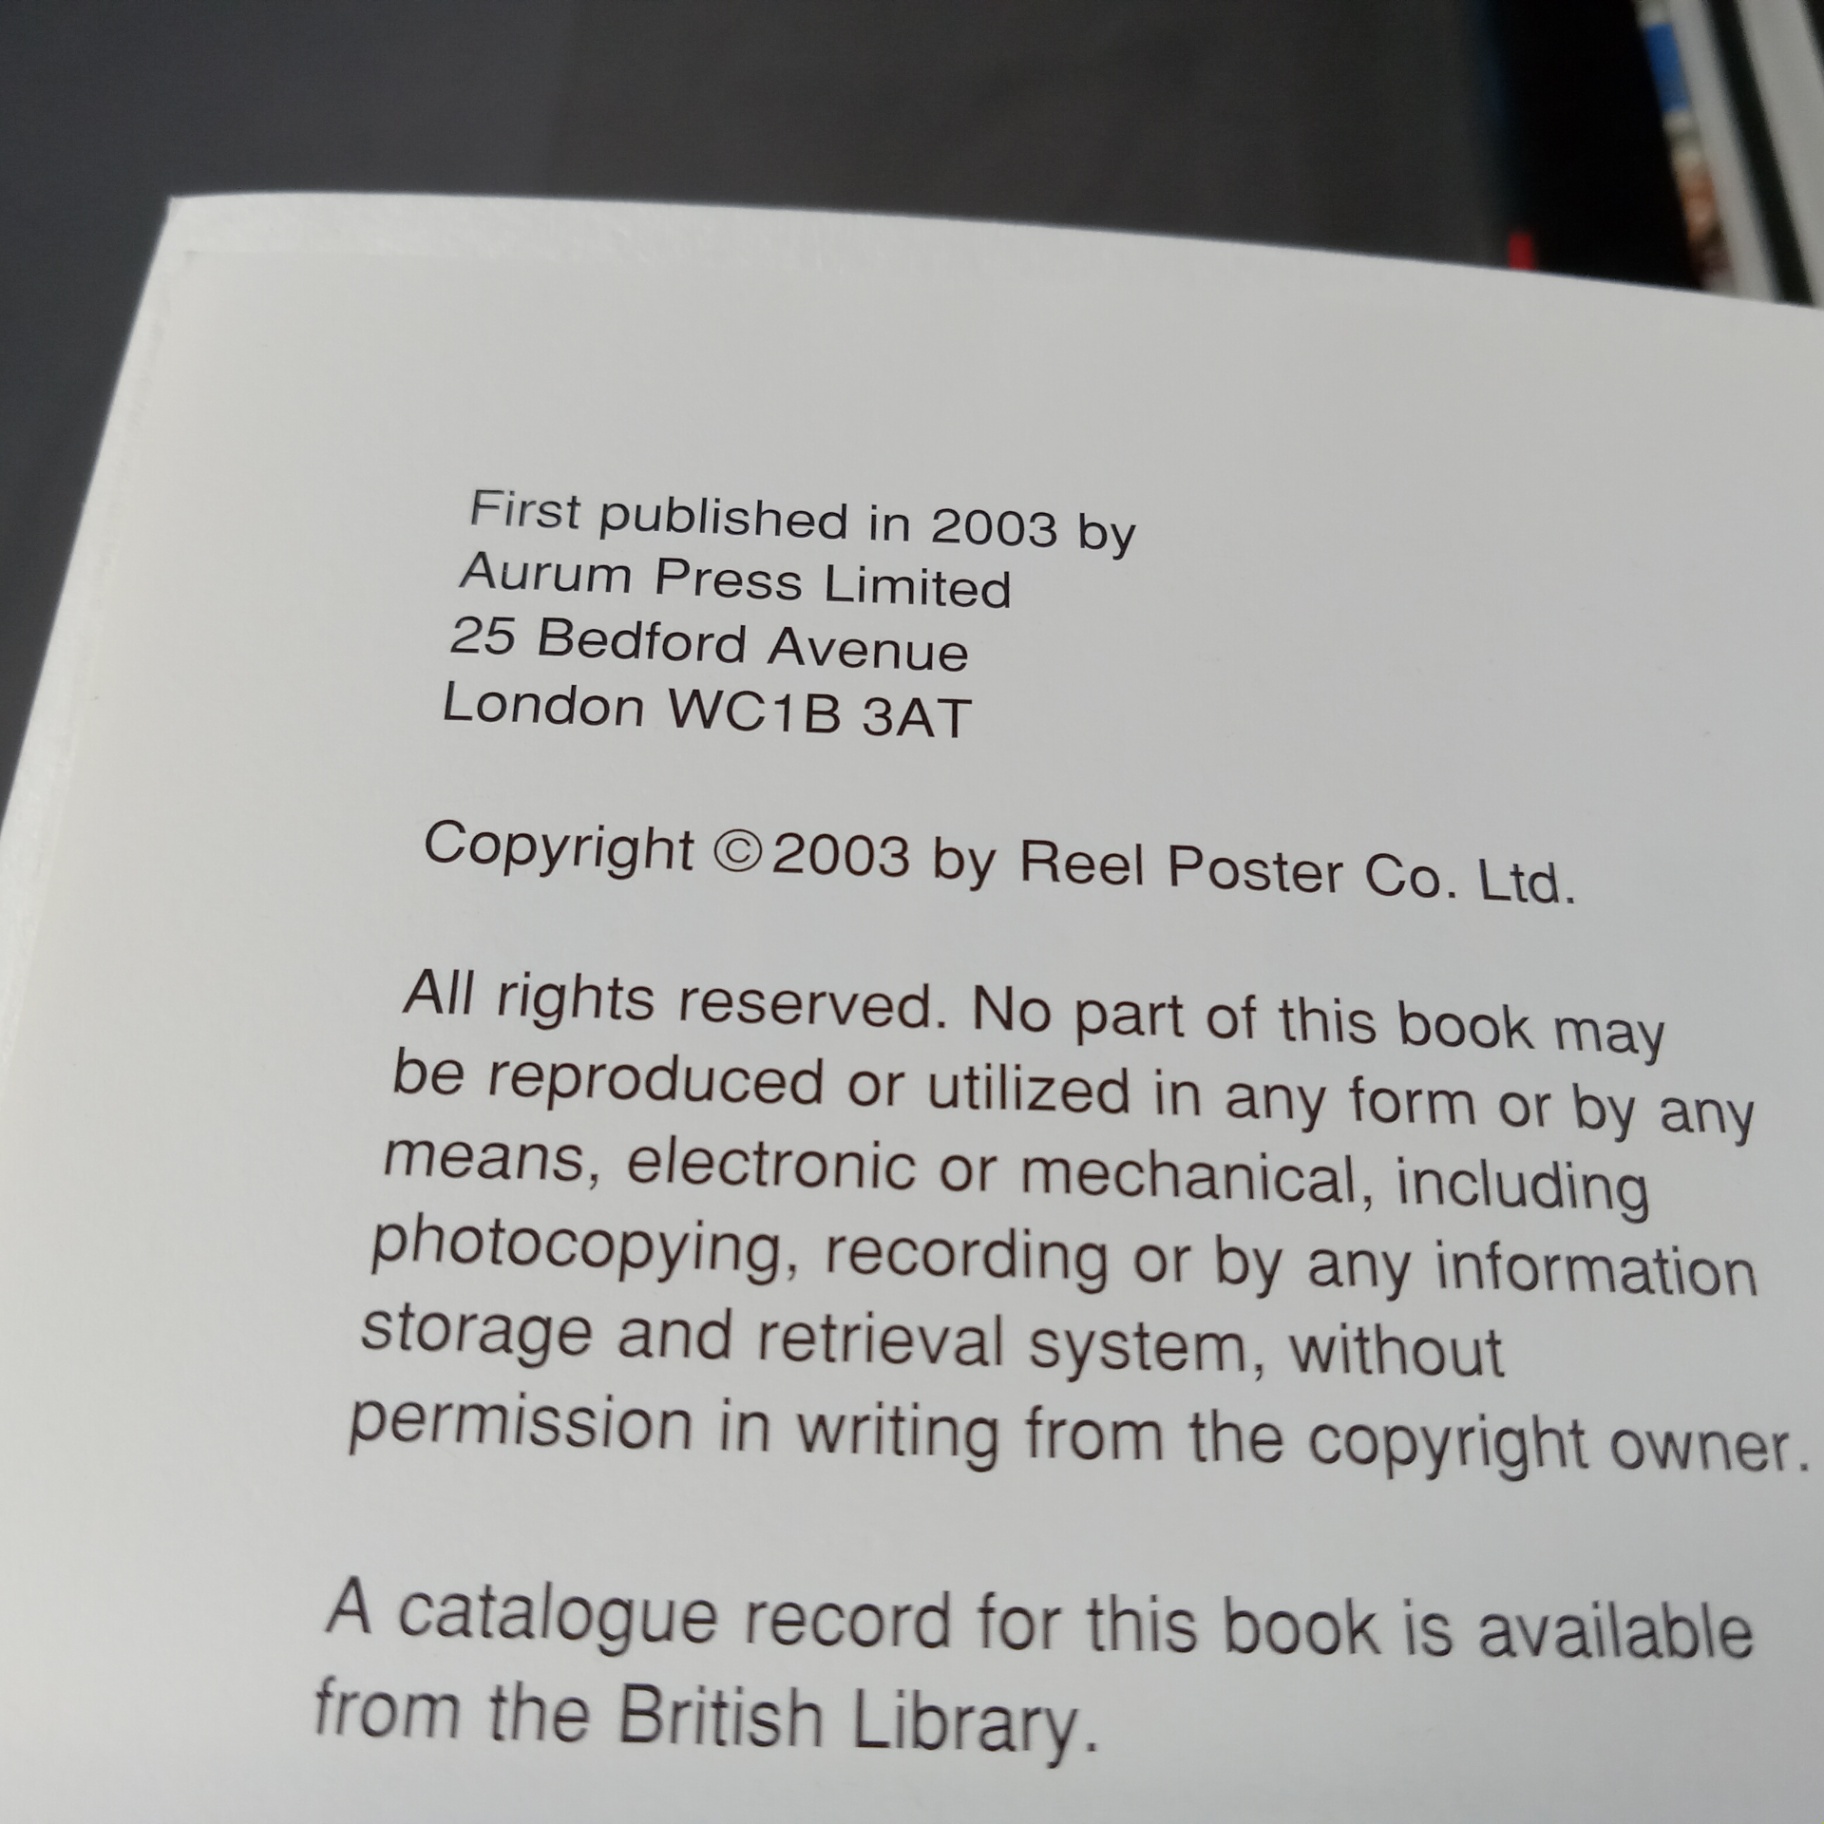 First published in 2003 by
Aurum Press Limited
25 Bedford Avenue
London WC1B 3AT
Copyright © 2003 by Reel Poster Co. Ltd.
All rights reserved. No part of this book may
be reproduced or utilized in any form or by any
means, electronic or mechanical, including
photocopying, recording or by any information
storage and retrieval system, without
permission in writing from the copyright owner.
A catalogue record for this book is available
from the British Library.